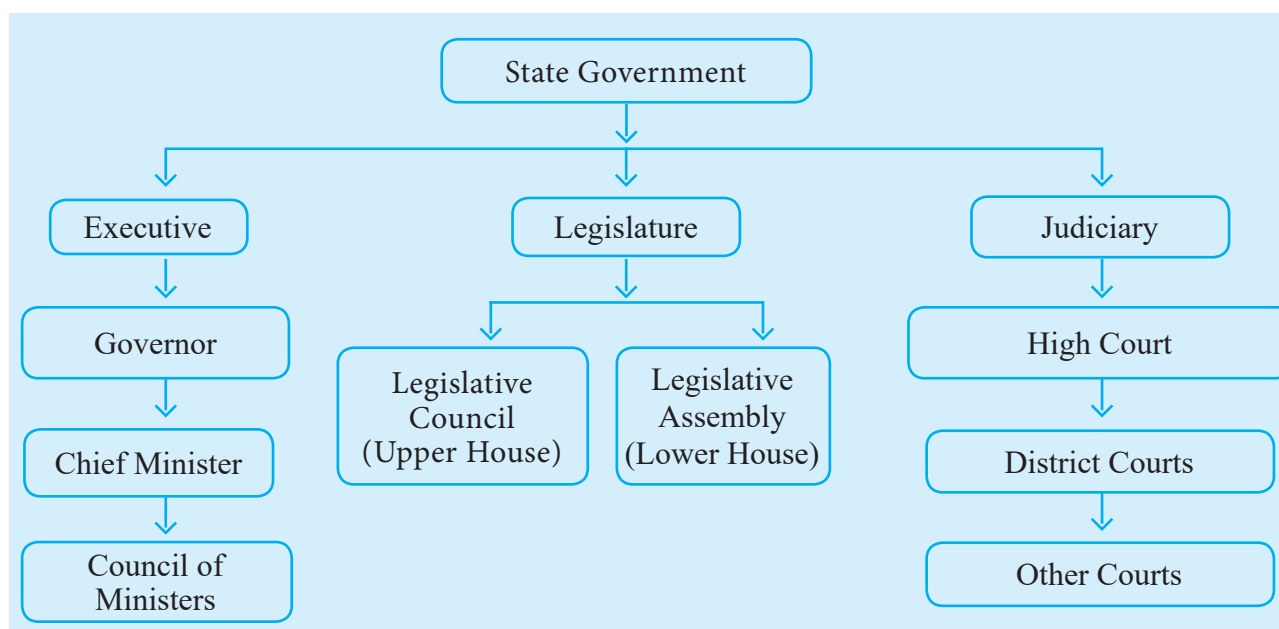 State Government
Executive
Legislature
Judiciary
Governor
Legislative
Council
(Upper House)
Legislative
Assembly
(Lower House)
High Court
Chief Minister
District Courts
Council of
Ministers
Other Courts